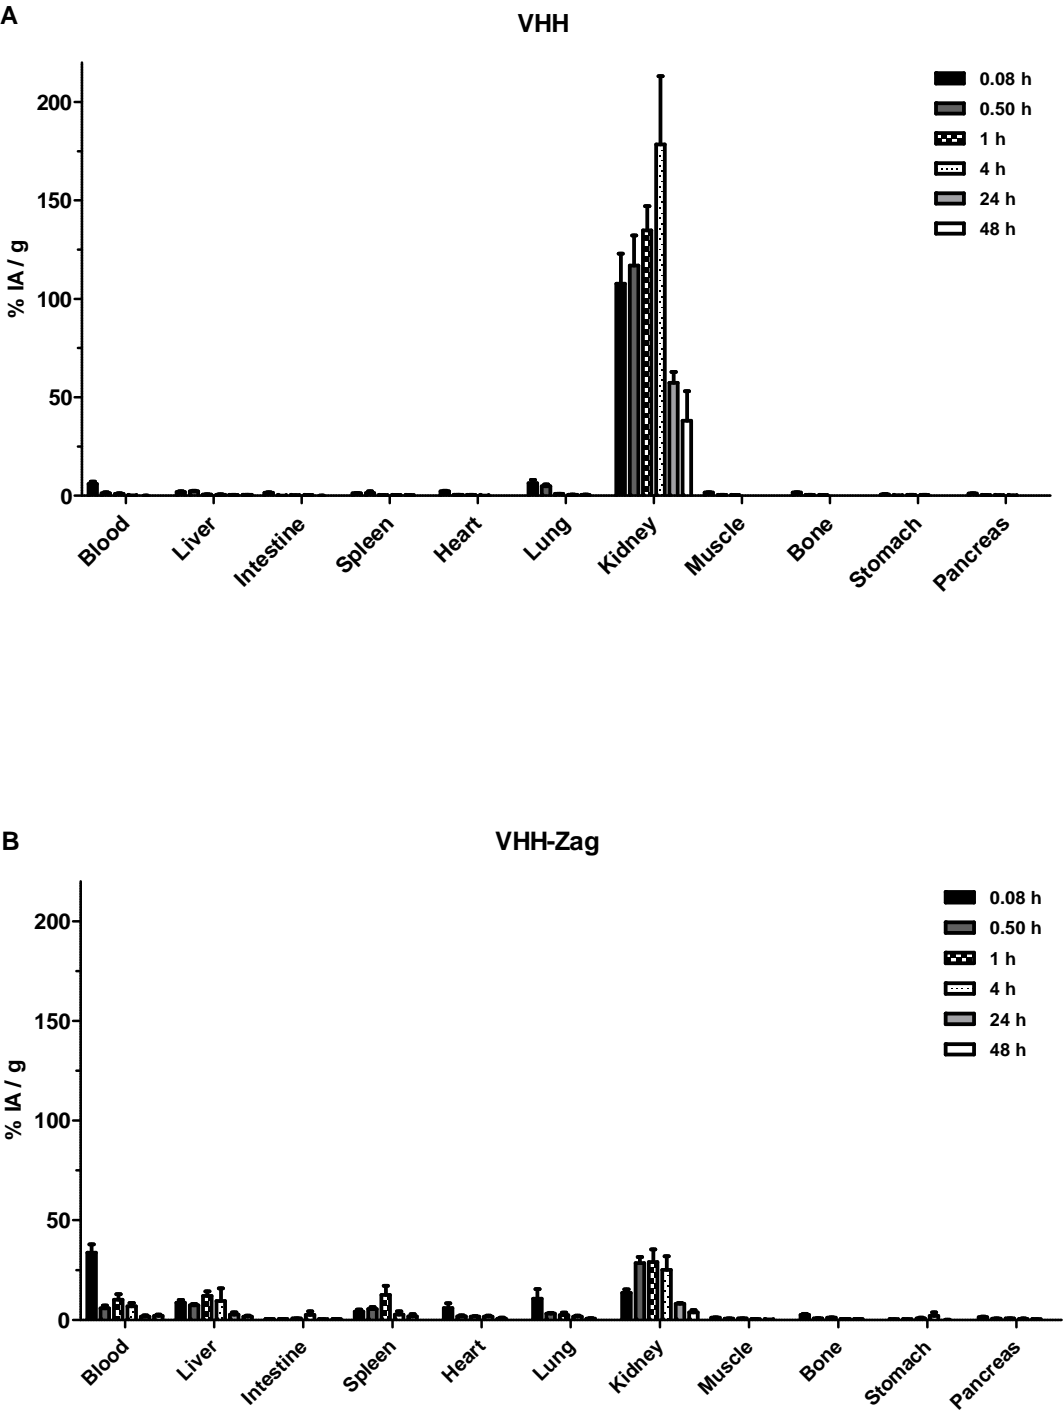 A
VHH
200
150
100
50
0
% IA / g
0.08 h
0.50 h
1 h
4 h
24 h
48 h
Blood
Liver
Intestine
Spleen
Heart
Lung
Kidney
Muscle
Bone
Stomach
Pancreas
B
VHH-Zag
200
150
100
50
0
% IA / g
0.08 h
0.50 h
1 h
4 h
24 h
48 h
Blood
Liver
Intestine
Spleen
Heart
Lung
Kidney
Muscle
Bone
Stomach
Pancreas